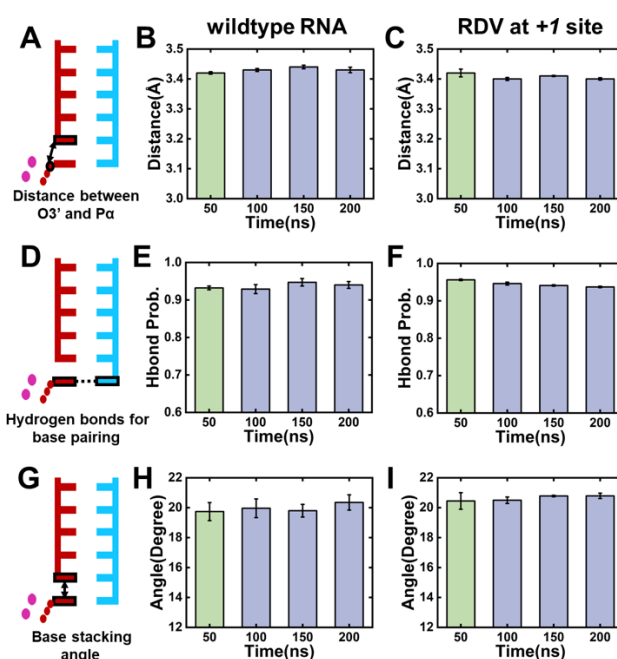 wildtype RNA
RDV at +1 site
A
Distance between
O3' and Pα
B
Distance(Å)
3.5
3.4
3.3
3.2
3.1
3.0
50 100 150 200
Time(ns)
C
Distance(Å)
3.5
3.4
3.3
3.2
3.1
3.0
50 100 150 200
Time(ns)
D
Hydrogen bonds for
base pairing
E
Hbond Prob.
1.0
0.9
0.8
0.7
0.6
50 100 150 200
Time(ns)
F
Hbond Prob.
1.0
0.9
0.8
0.7
0.6
50 100 150 200
Time(ns)
G
Base stacking
angle
H
Angle(Degree)
22
20
18
16
14
12
50 100 150 200
Time(ns)
I
Angle(Degree)
22
20
18
16
14
12
50 100 150 200
Time(ns)